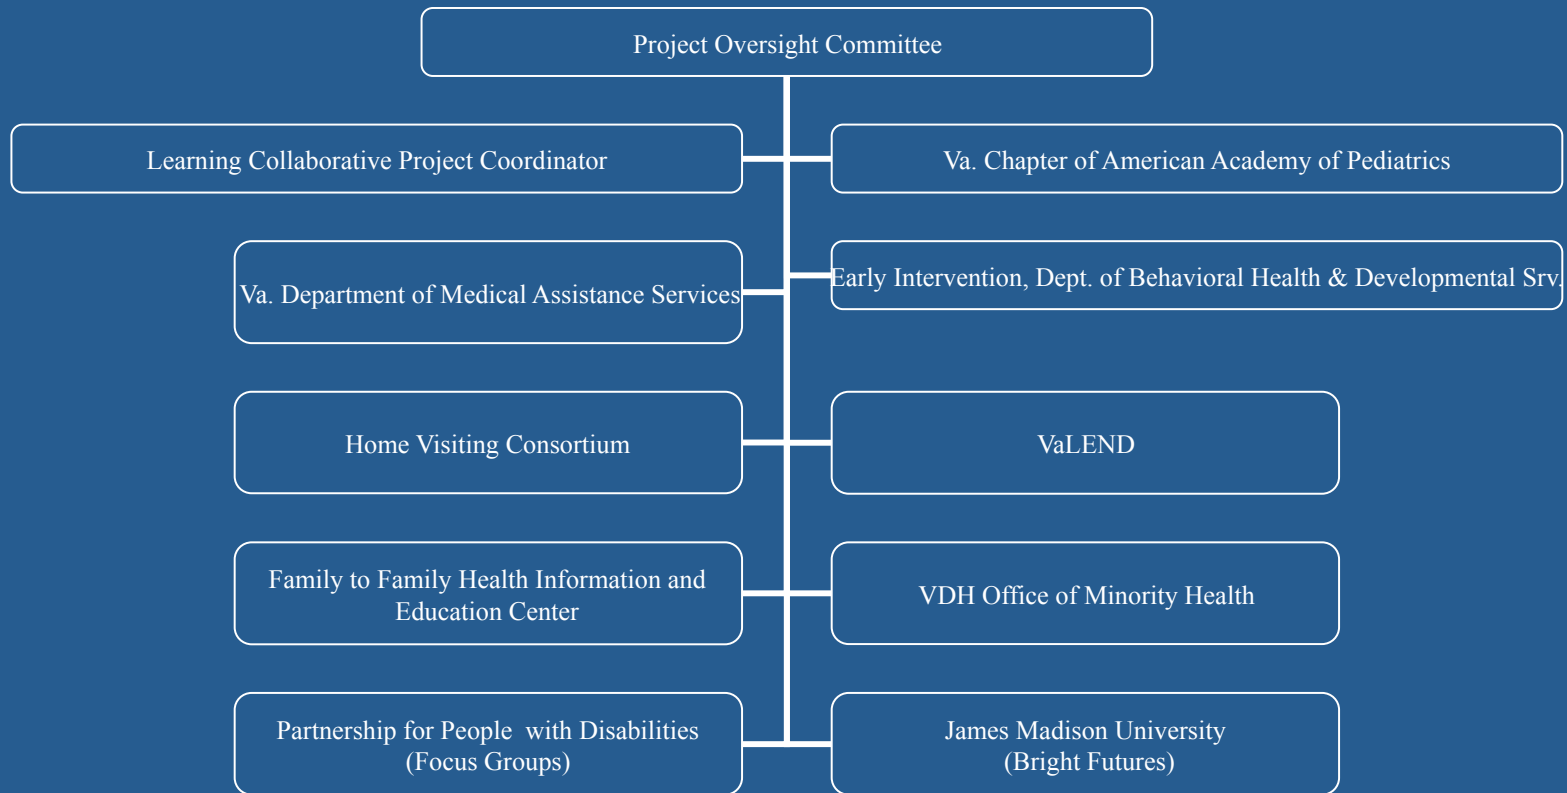 Project Oversight Committee
Learning Collaborative Project Coordinator
Va. Chapter of American Academy of Pediatrics
Va. Department of Medical Assistance Services
Early Intervention, Dept. of Behavioral Health & Developmental Srv.
Home Visiting Consortium
VaLEND
Family to Family Health Information and
Education Center
VDH Office of Minority Health
Partnership for People  with Disabilities
(Focus Groups)
James Madison University
(Bright Futures)